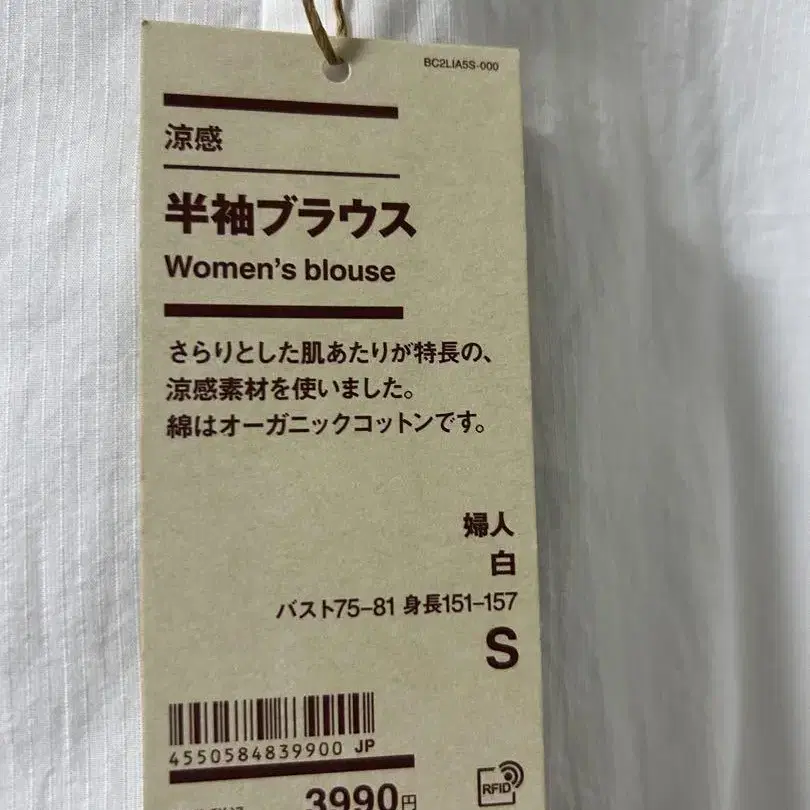 BC2LIA5S-000
涼感
半袖ブラウス
Women's blouse
さらりとした肌あたりが特長の、
涼感素材を使いました。
綿はオーガニックコットンです。
婦人
白
バスト75-81 身長151-157
S
4550584839900 JP
3990円
RFID